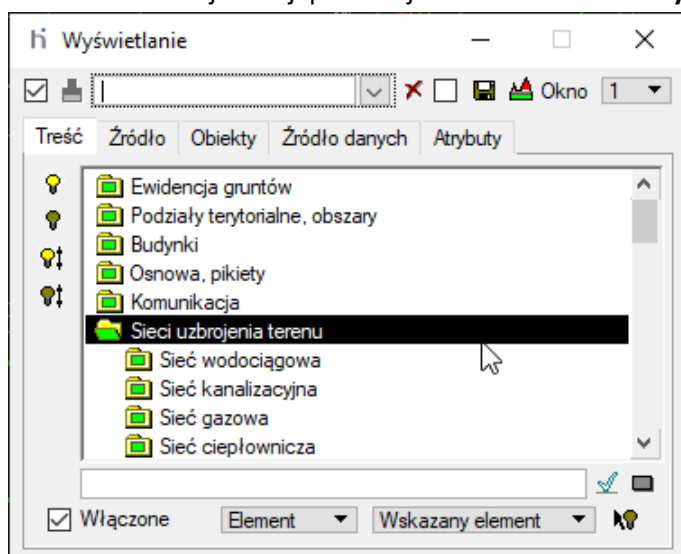 Wyświetlanie
Okno 1
Treść Źródło Obiekty Źródło danych Atrybuty
Ewidencja gruntów
Podziały terytorialne, obszary
Budynki
Osnowa, pikiety
Komunikacja
Sieci uzbrojenia terenu
Sieć wodociągowa
Sieć kanalizacyjna
Sieć gazowa
Sieć ciepłownicza
Włączone Element Wskazany element